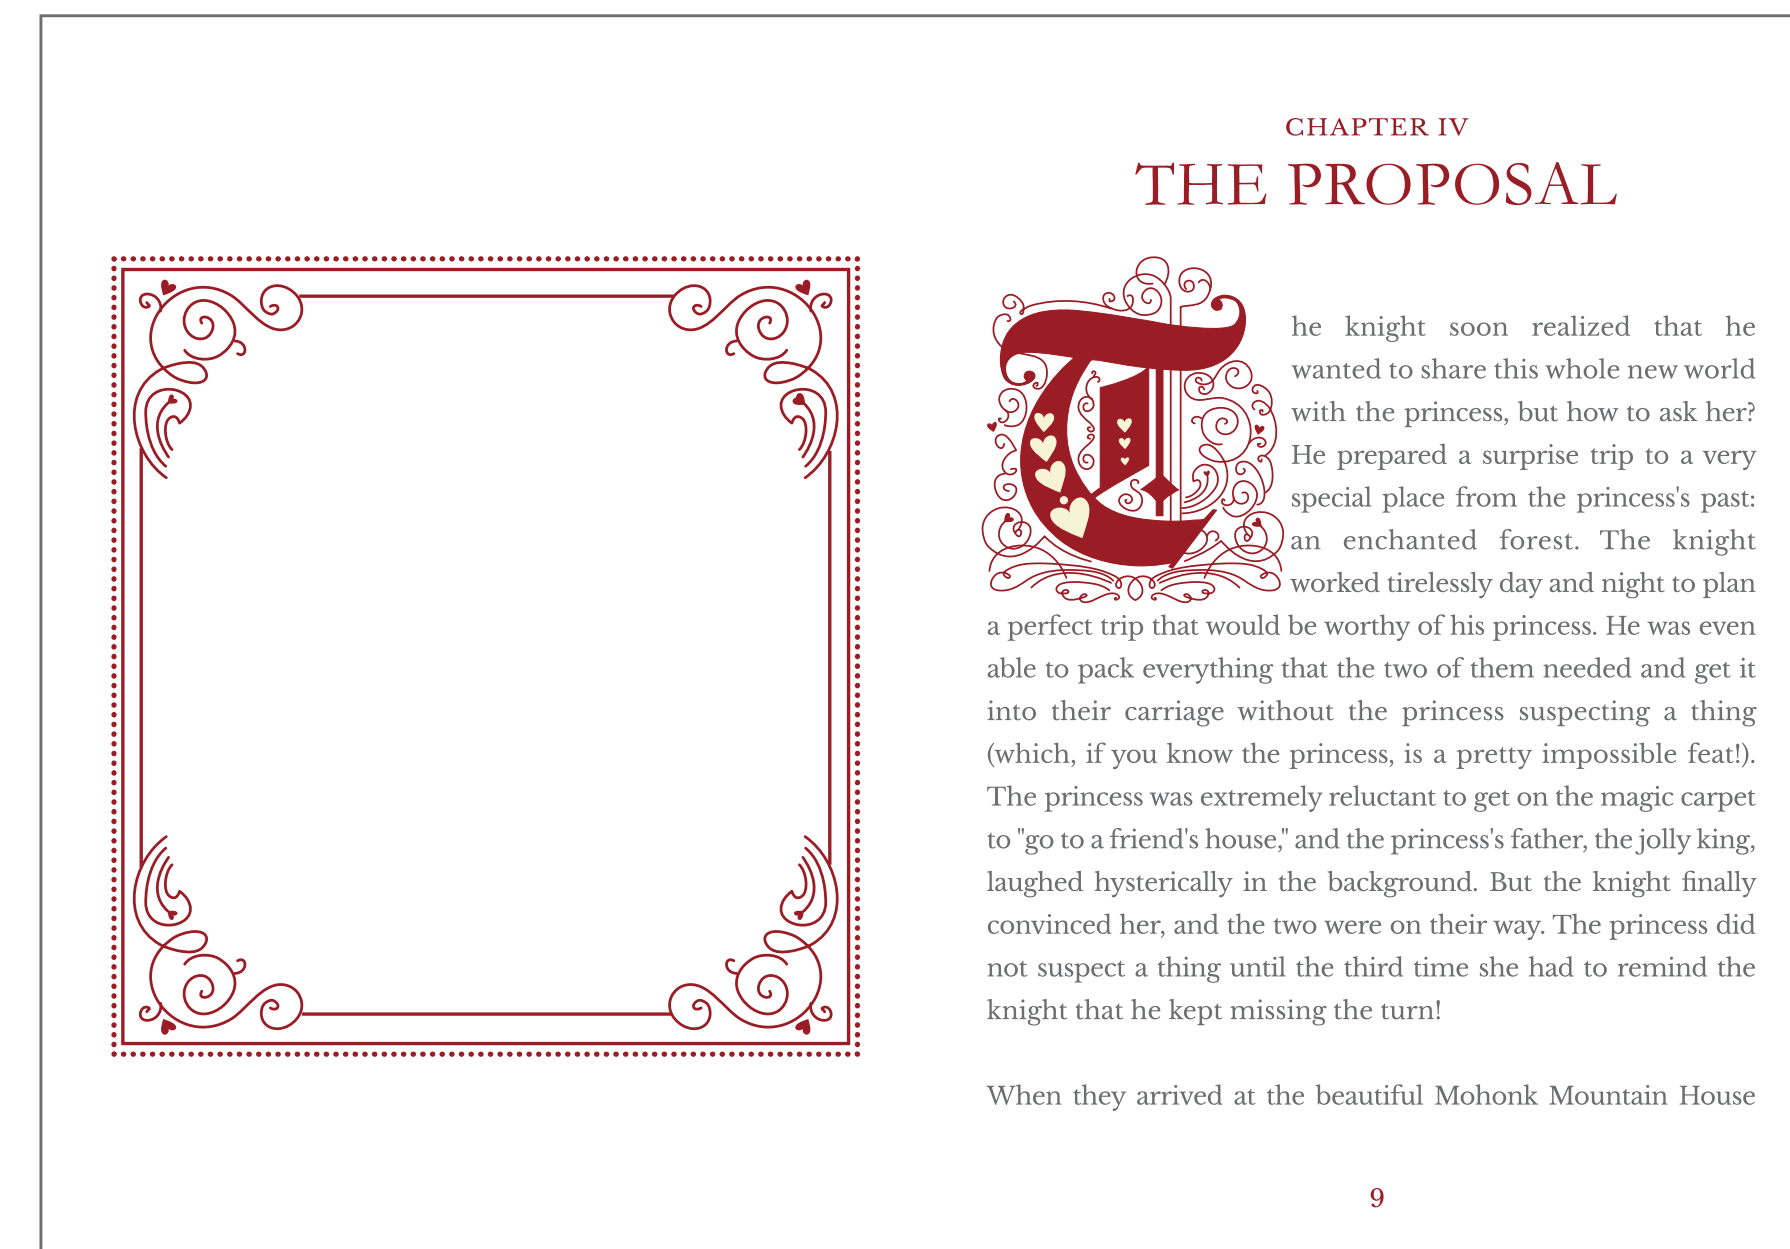 CHAPTER IV
THE PROPOSAL
The knight soon realized that he
wanted to share this whole new world
with the princess, but how to ask her?
He prepared a surprise trip to a very
special place from the princess's past:
an enchanted forest. The knight
worked tirelessly day and night to plan
a perfect trip that would be worthy of his princess. He was even
able to pack everything that the two of them needed and get it
into their carriage without the princess suspecting a thing
(which, if you know the princess, is a pretty impossible feat!).
The princess was extremely reluctant to get on the magic carpet
to "go to a friend's house," and the princess's father, the jolly king,
laughed hysterically in the background. But the knight finally
convinced her, and the two were on their way. The princess did
not suspect a thing until the third time she had to remind the
knight that he kept missing the turn!
When they arrived at the beautiful Mohonk Mountain House
9